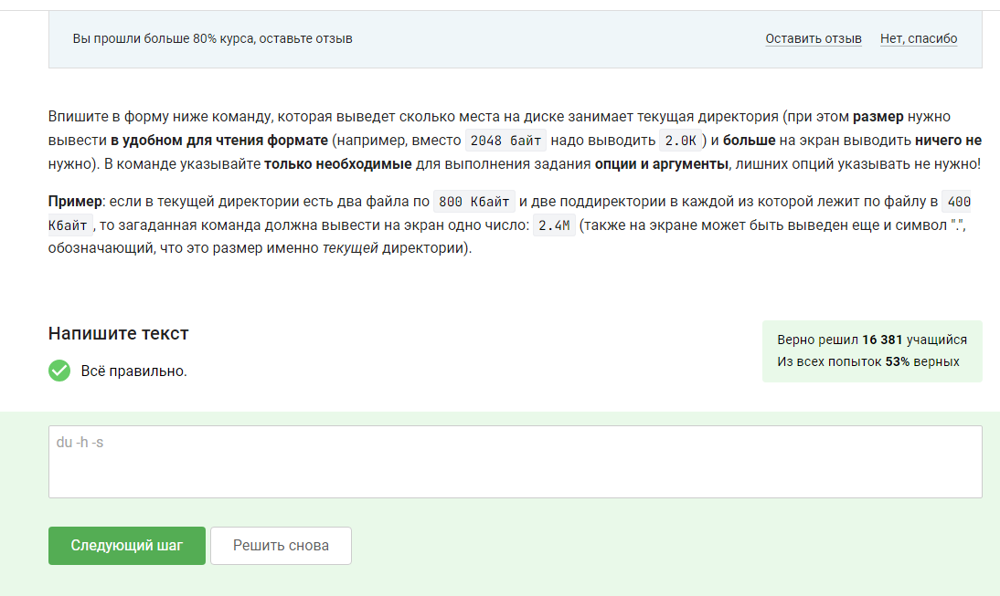 Вы прошли больше 80% курса, оставьте отзыв Оставить отзыв Нет, спасибо
Впишите в форму ниже команду, которая выведет сколько места на диске занимает текущая директория (при этом размер нужно
вывести в удобном для чтения формате (например, вместо 2048 байт надо выводить 2.0K ) и больше на экран выводить ничего не
нужно). В команде указывайте только необходимые для выполнения задания опции и аргументы, лишних опций указывать не нужно!
Пример: если в текущей директории есть два файла по 800 Кбайт и две поддиректории в каждой из которой лежит по файлу в 400
Кбайт , то загаданная команда должна вывести на экран одно число: 2.4M (также на экране может быть выведен еще и символ ".",
обозначающий, что это размер именно текущей директории).
Напишите текст
Всё правильно.
Верно решил 16 381 учащийся
Из всех попыток 53% верных
du -h -s
Следующий шаг Решить снова